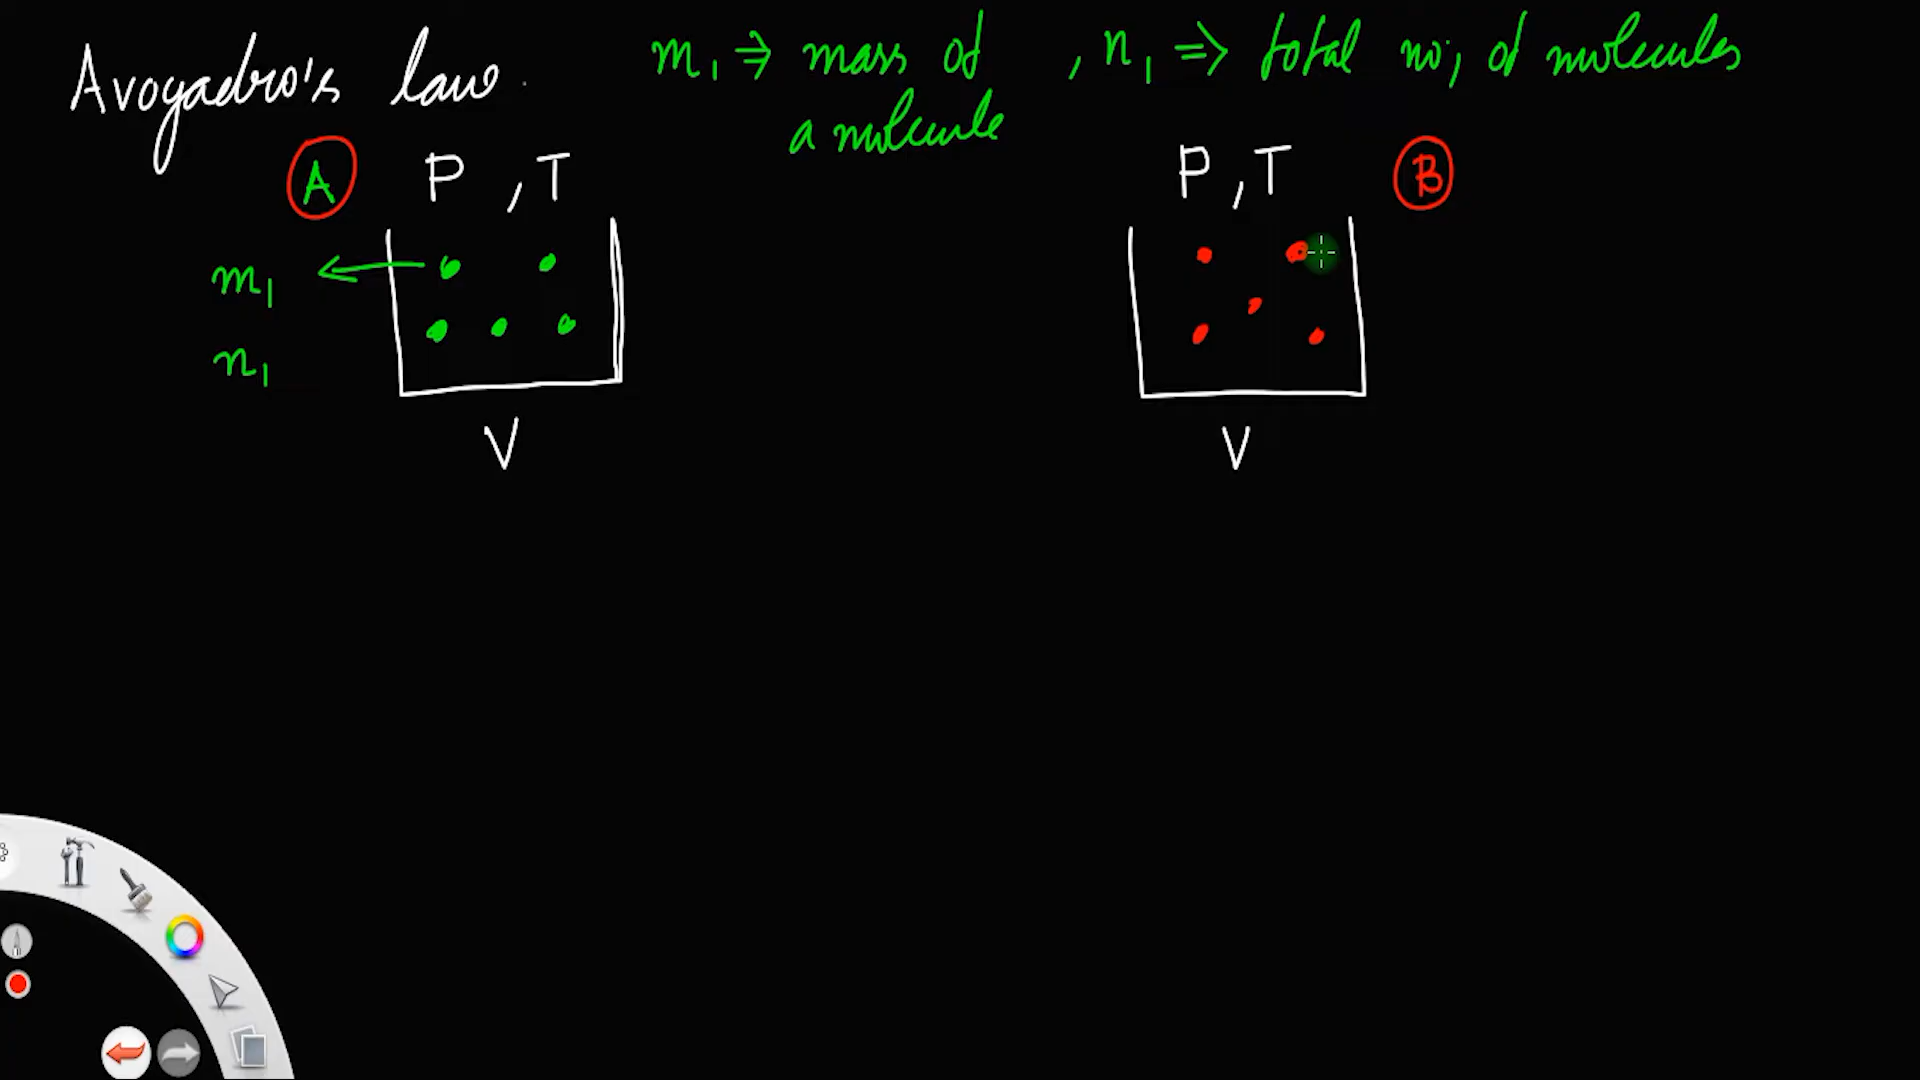 Avogadro's law
m₁ ⇒ mass of a molecule , n₁ => total no; of molecules
A P , T
P , T B
m₁
n₁
V
V